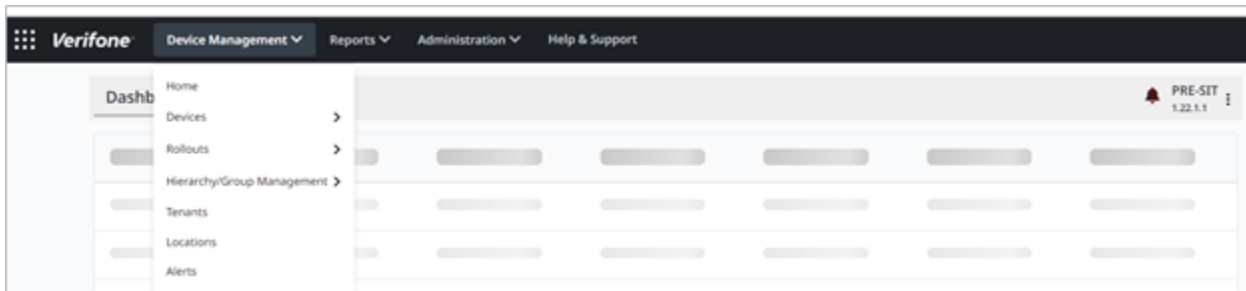 Verifone Device Management Reports Administration Help & Support
Home
Dashb
PRE-SIT
1.22.1.1
Devices
Rollouts
Hierarchy/Group Management
Tenants
Locations
Alerts